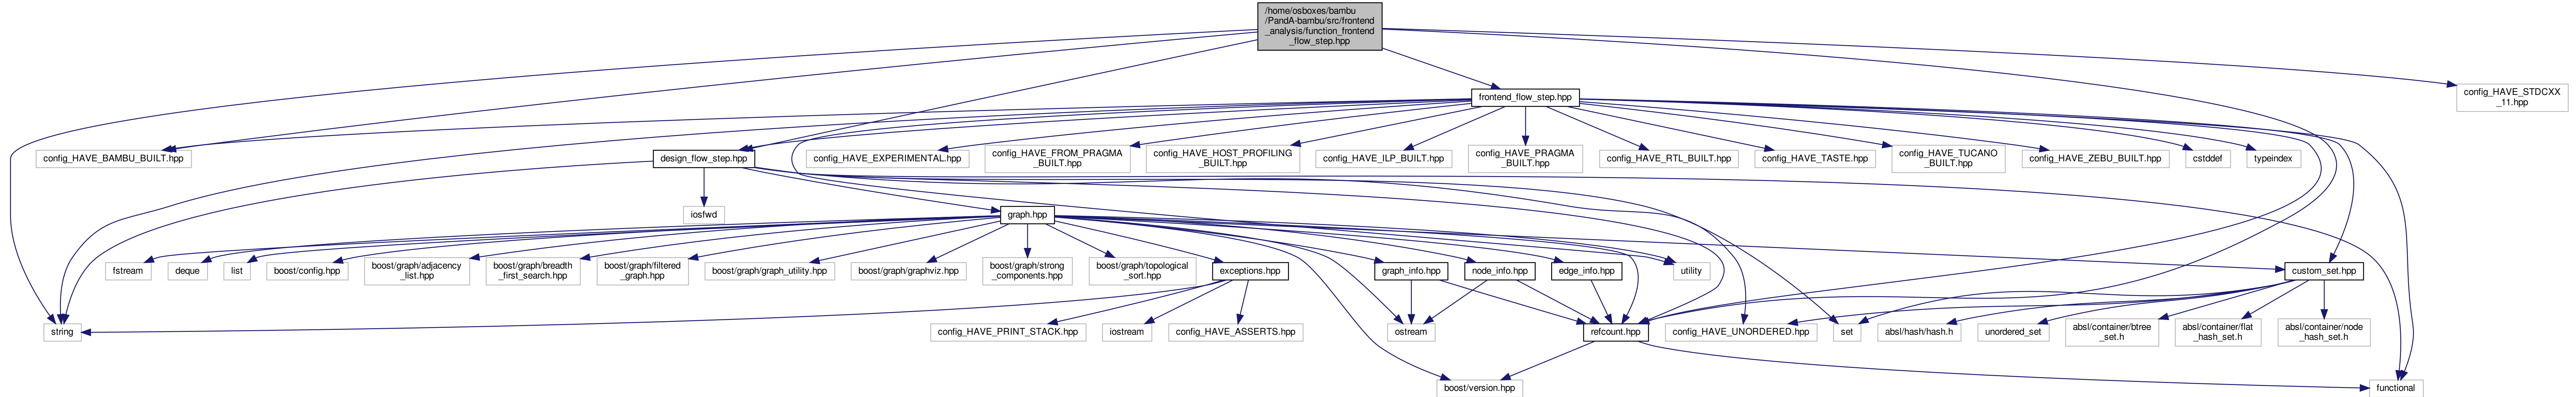 /home/osboxes/bambu
/PandA-bambu/src/frontend
_analysis/function_frontend
_flow_step.hpp
config_HAVE_STDCXX
_11.hpp
frontend_flow_step.hpp
config_HAVE_BAMBU_BUILT.hpp
design_flow_step.hpp
config_HAVE_EXPERIMENTAL.hpp
config_HAVE_FROM_PRAGMA
_BUILT.hpp
config_HAVE_HOST_PROFILING
_BUILT.hpp
config_HAVE_ILP_BUILT.hpp
config_HAVE_PRAGMA
_BUILT.hpp
config_HAVE_RTL_BUILT.hpp
config_HAVE_TASTE.hpp
config_HAVE_TUCANO
_BUILT.hpp
config_HAVE_ZEBU_BUILT.hpp
cstddef
typeindex
iosfwd
graph.hpp
fstream
deque
list
boost/config.hpp
boost/graph/adjacency
_list.hpp
boost/graph/breadth
_first_search.hpp
boost/graph/filtered
_graph.hpp
boost/graph/graph_utility.hpp
boost/graph/graphviz.hpp
boost/graph/strong
_components.hpp
boost/graph/topological
_sort.hpp
exceptions.hpp
graph_info.hpp
node_info.hpp
edge_info.hpp
utility
custom_set.hpp
string
config_HAVE_PRINT_STACK.hpp
iostream
config_HAVE_ASSERTS.hpp
ostream
refcount.hpp
config_HAVE_UNORDERED.hpp
set
absl/hash/hash.h
unordered_set
absl/container/btree
_set.h
absl/container/flat
_hash_set.h
absl/container/node
_hash_set.h
boost/version.hpp
functional